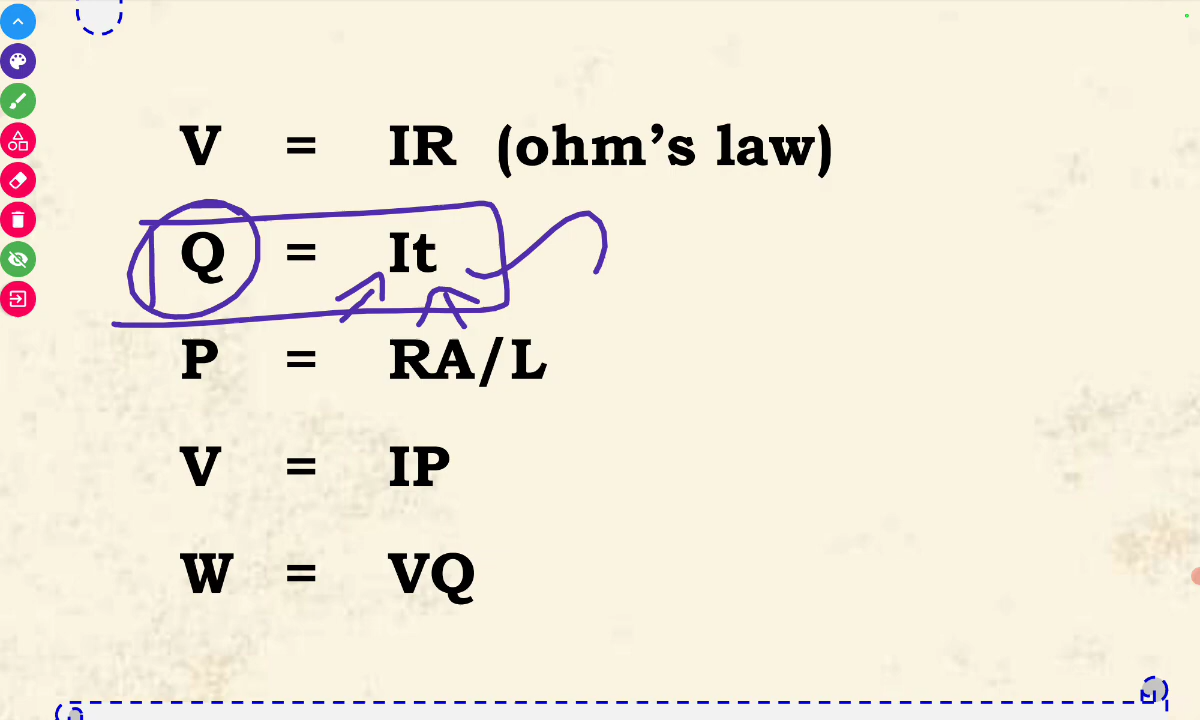 V = IR (ohm's law)
Q = It
P = RA/L
V = IP
W = VQ